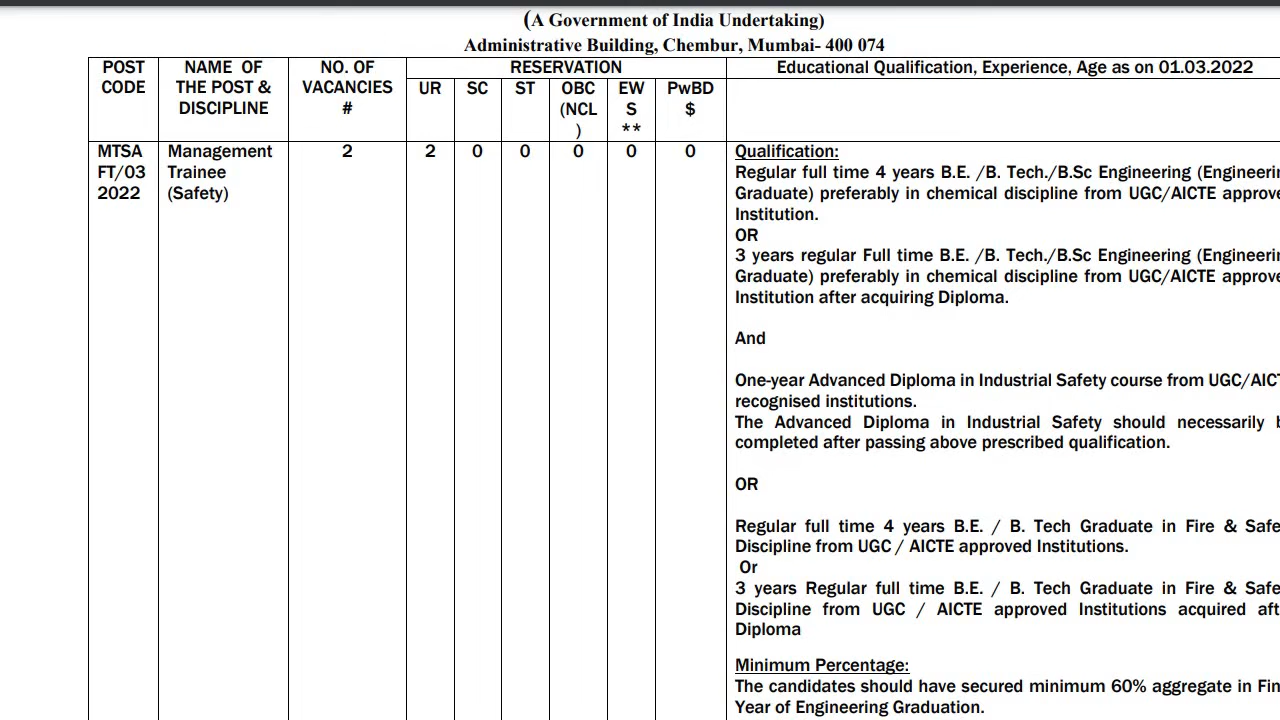 (A Government of India Undertaking)
Administrative Building, Chembur, Mumbai- 400 074
POST CODE
NAME OF THE POST & DISCIPLINE
NO. OF VACANCIES #
RESERVATION
Educational Qualification, Experience, Age as on 01.03.2022
UR
SC
ST
OBC
(NCL
)
EW
S
**
PwBD
$
MTSA
FT/03
2022
Management
Trainee
(Safety)
2
2
0
0
0
0
0
Qualification:
Regular full time 4 years B.E. /B. Tech./B.Sc Engineering
Graduate) preferably in chemical discipline from UGC/AICTE
Institution.
OR
3 years regular Full time B.E. /B. Tech./B.Sc Engineering
Graduate) preferably in chemical discipline from UGC/AICTE
Institution after acquiring Diploma.
And
One-year Advanced Diploma in Industrial Safety course from
recognised institutions.
The Advanced Diploma in Industrial Safety should necessarily
completed after passing above prescribed qualification.
OR
Regular full time 4 years B.E. / B. Tech Graduate in Fire &
Discipline from UGC / AICTE approved Institutions.
Or
3 years Regular full time B.E. / B. Tech Graduate in Fire &
Discipline from UGC / AICTE approved Institutions acquired
Diploma
Minimum Percentage:
The candidates should have secured minimum 60% aggregate in
Year of Engineering Graduation.